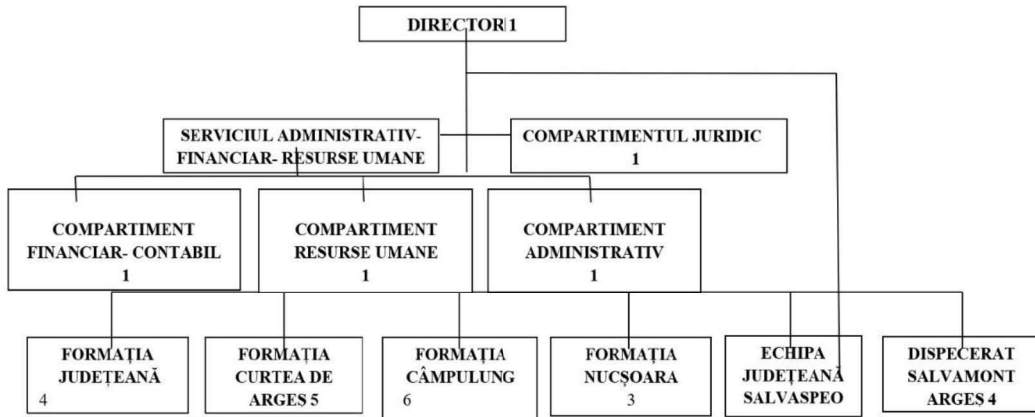 DIRECTOR 1
SERVICIUL ADMINISTRATIV-
FINANCIAR- RESURSE UMANE
COMPARTIMENTUL JURIDIC
1
COMPARTIMENT
FINANCIAR- CONTABIL
1
COMPARTIMENT
RESURSE UMANE
1
COMPARTIMENT
ADMINISTRATIV
1
FORMAȚIA
JUDEȚEANĂ
4
FORMAȚIA
CURTEA DE
ARGEȘ 5
FORMAȚIA
CÂMPULUNG
6
FORMAȚIA
NUCȘOARA
3
ECHIPA
JUDEȚEANĂ
SALVASPEO
DISPECERAT
SALVAMONT
ARGEȘ 4